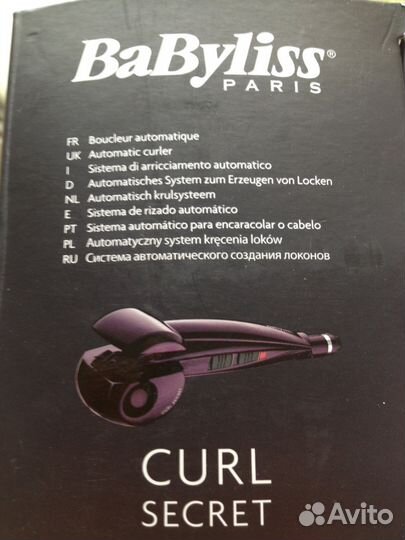 BaByliss®
PARIS
FR Boucleur automatique
UK Automatic curler
I Sistema di arricciamento automatico
D Automatisches System zum Erzeugen von Locken
NL Automatisch krulsysteem
E Sistema de rizado automático
PT Sistema automático para encaracolar o cabelo
PL Automatyczny system kręcenia loków
RU Система автоматического создания локонов
CURL
SECRET
Avito